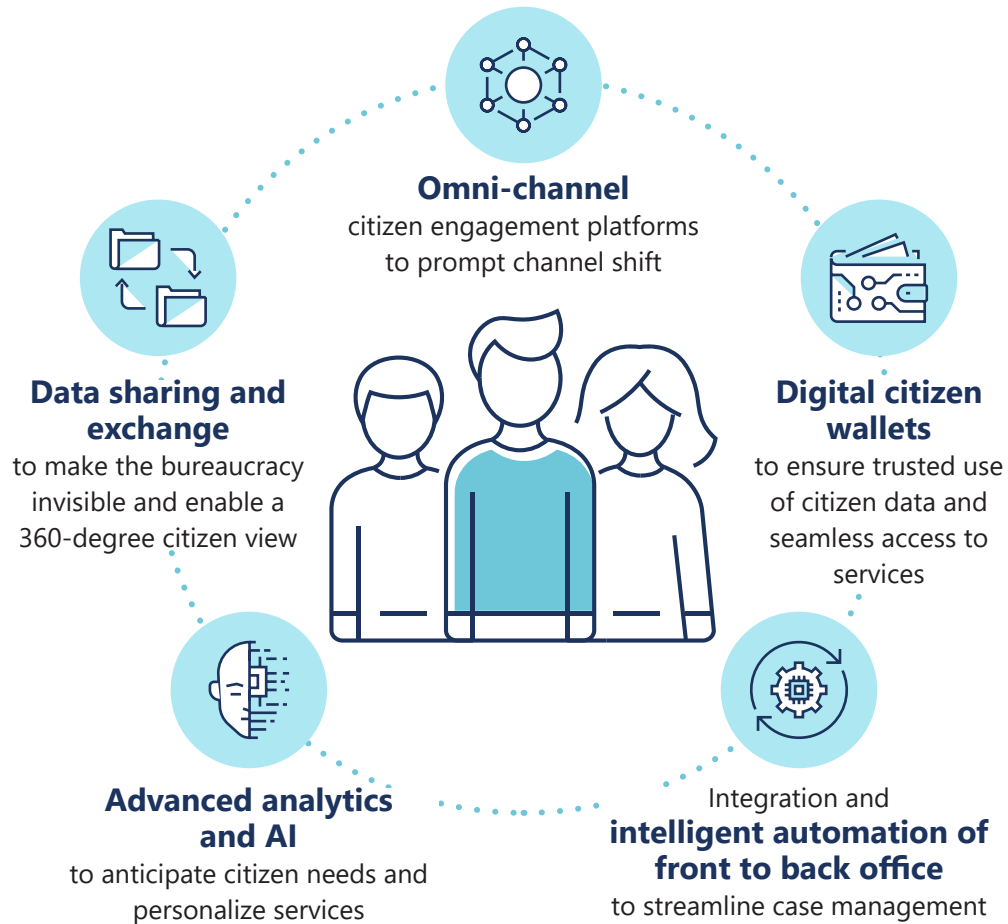 Omni-channel
citizen engagement platforms
to prompt channel shift
Digital citizen
wallets
to ensure trusted use
of citizen data and
seamless access to
services
Integration and
intelligent automation of
front to back office
to streamline case management
Advanced analytics
and AI
to anticipate citizen needs and
personalize services
Data sharing and
exchange
to make the bureaucracy
invisible and enable a
360-degree citizen view